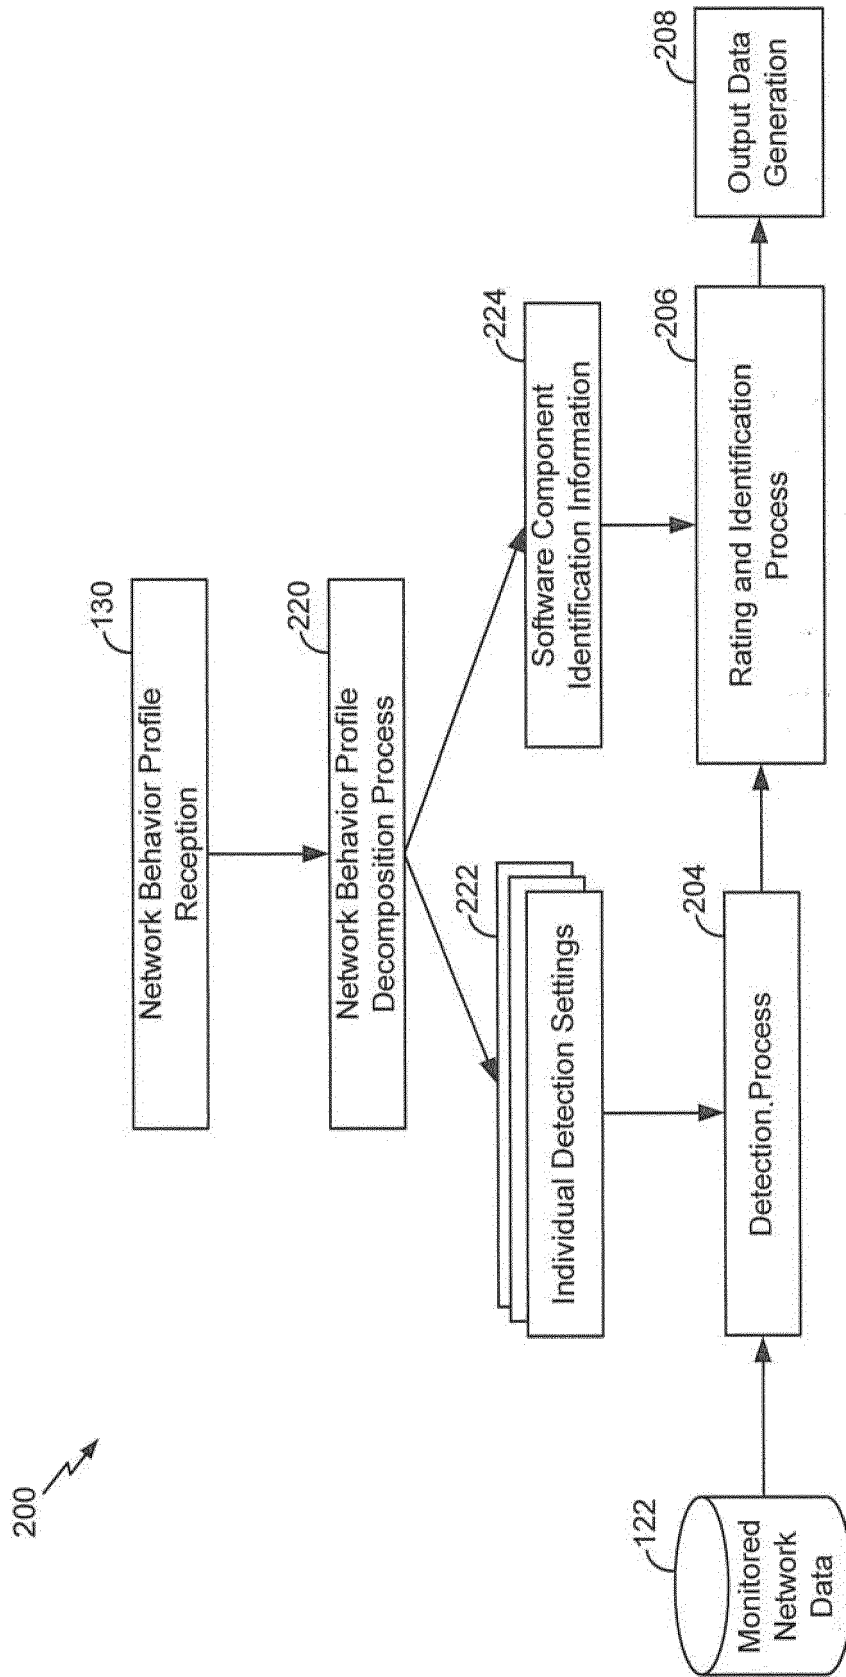 200
130
Network Behavior Profile
Reception
220
Network Behavior Profile
Decomposition Process
222
Individual Detection Settings
224
Software Component
Identification Information
122
Monitored
Network
Data
204
Detection Process
206
Rating and Identification
Process
208
Output Data
Generation